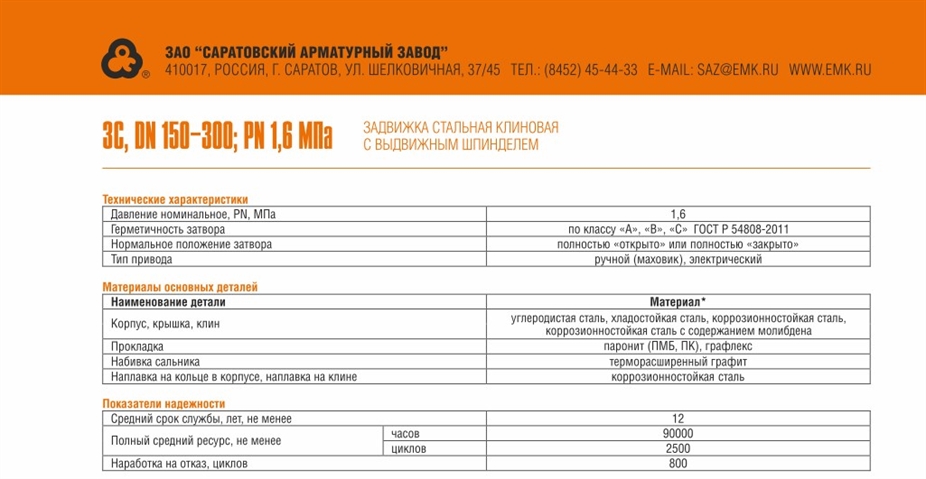 ЗАО “САРАТОВСКИЙ АРМАТУРНЫЙ ЗАВОД”
410017, РОССИЯ, Г. САРАТОВ, УЛ. ШЕЛКОВИЧНАЯ, 37/45 ТЕЛ.: (8452) 45-44-33 E-MAIL: SAZ@EMK.RU WWW.EMK.RU
®
ЗС, DN 150–300; PN 1,6 МПа
ЗАДВИЖКА СТАЛЬНАЯ КЛИНОВАЯ
С ВЫДВИЖНЫМ ШПИНДЕЛЕМ
Технические характеристики
Давление номинальное, PN, МПа 1,6
Герметичность затвора по классу «А», «В», «С» ГОСТ Р 54808-2011
Нормальное положение затвора полностью «открыто» или полностью «закрыто»
Тип привода ручной (маховик), электрический
Материалы основных деталей
Наименование детали Материал*
Корпус, крышка, клин углеродистая сталь, хладостойкая сталь, коррозионностойкая сталь,
коррозионностойкая сталь с содержанием молибдена
Прокладка паронит (ПМБ, ПК), графлекс
Набивка сальника терморасширенный графит
Наплавка на кольце в корпусе, наплавка на клине коррозионностойкая сталь
Показатели надежности
Средний срок службы, лет, не менее 12
Полный средний ресурс, не менее часов 90000
циклов 2500
Наработка на отказ, циклов 800